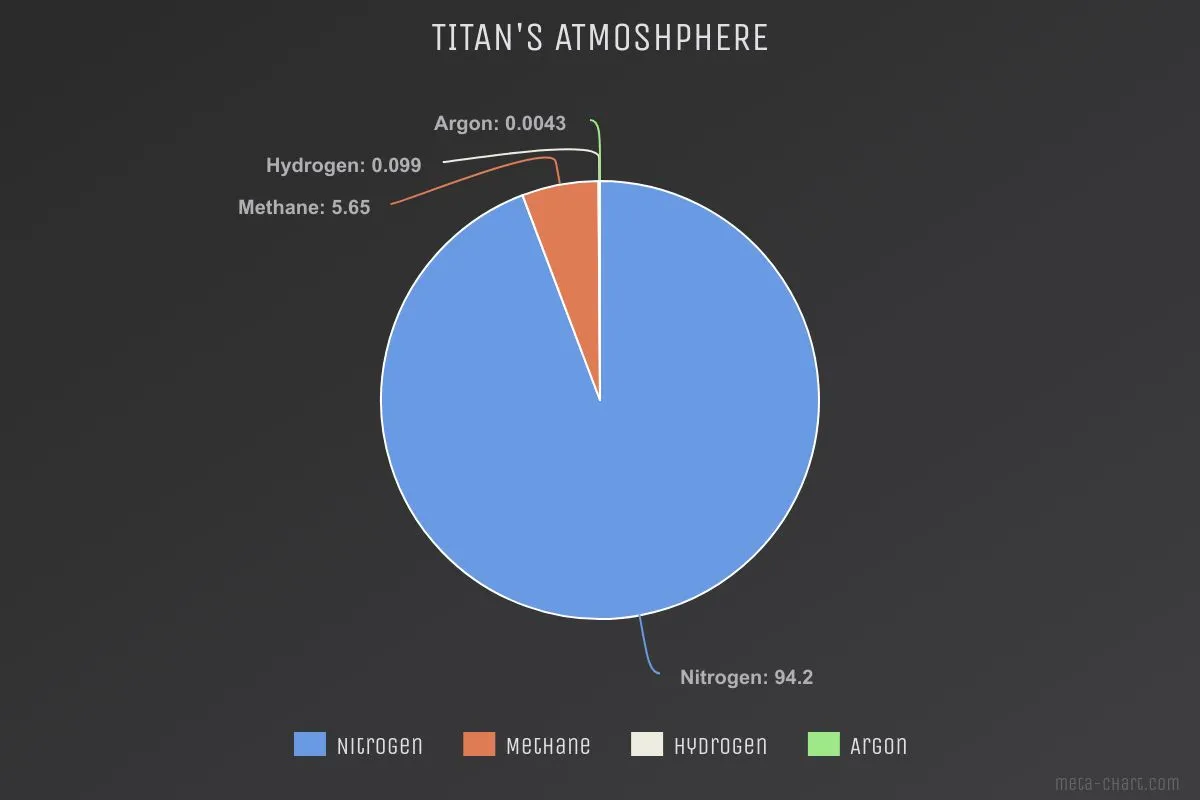 TITAN'S ATMOSHPHERE
Argon: 0.0043
Hydrogen: 0.099
Methane: 5.65
Nitrogen: 94.2
Nitrogen Methane Hydrogen Argon
meta-chart.com